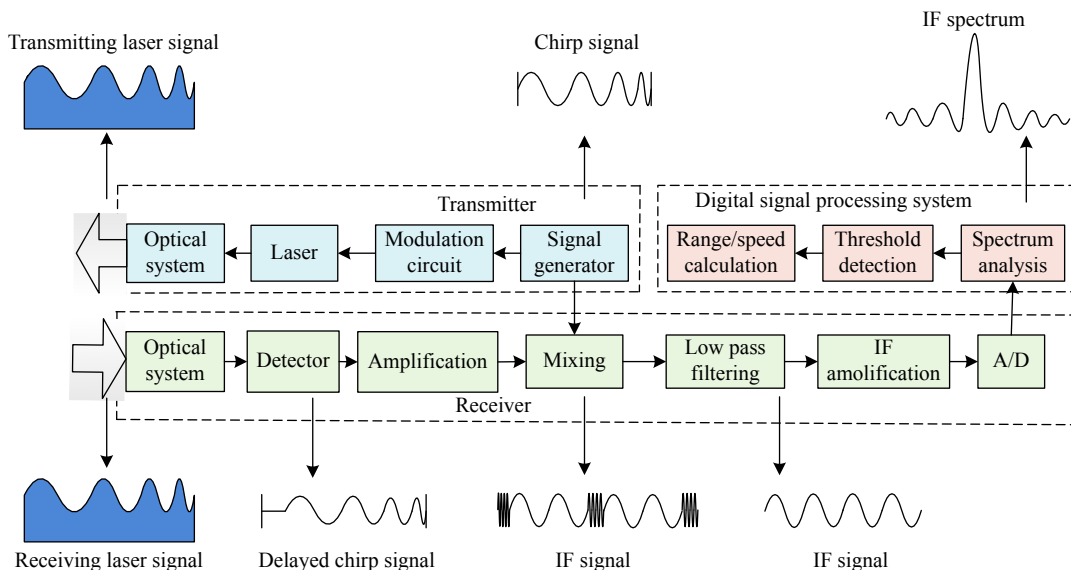 Transmitting laser signal
Chirp signal
IF spectrum
Transmitter
Digital signal processing system
Optical
system
Laser
Modulation
circuit
Signal
generator
Range/speed
calculation
Threshold
detection
Spectrum
analysis
Optical
system
Detector
Amplification
Mixing
Low pass
filtering
IF
amolification
A/D
Receiver
Receiving laser signal
Delayed chirp signal
IF signal
IF signal